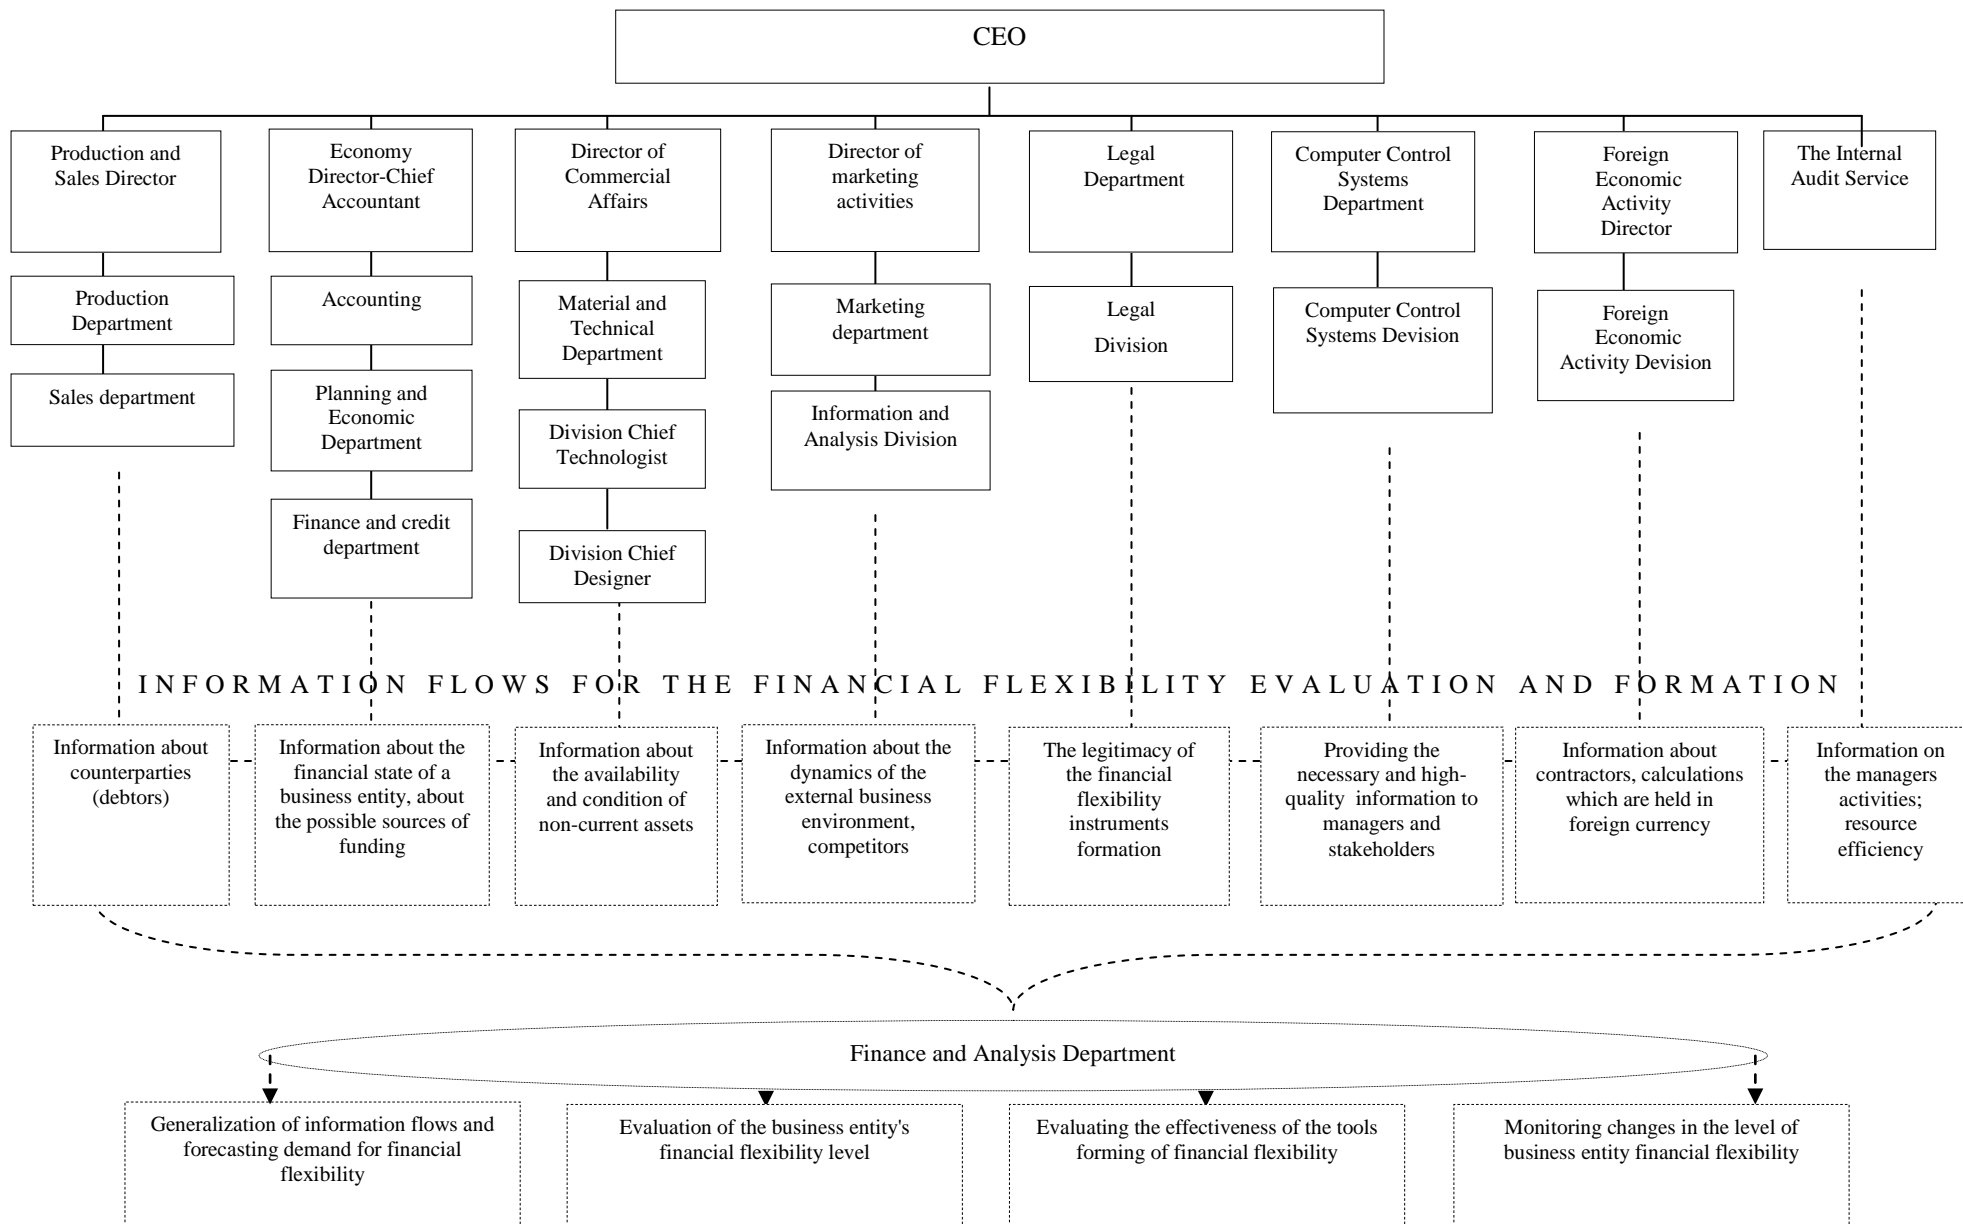 CEO
Production and
Sales Director
Economy
Director-Chief
Accountant
Director of
Commercial
Affairs
Director of
marketing
activities
Legal
Department
Computer Control
Systems
Department
Foreign
Economic
Activity
Director
The Internal
Audit Service
Production
Department
Accounting
Material and
Technical
Department
Marketing
department
Legal
Division
Computer Control
Systems Devision
Foreign
Economic
Activity Devision
Sales department
Planning and
Economic
Department
Division Chief
Technologist
Information and
Analysis Division
Finance and credit
department
Division Chief
Designer
INFORMATION FLOWS FOR THE FINANCIAL FLEXIBILITY EVALUATION AND FORMATION
Information about
counterparties
(debtors)
Information about the
financial state of a
business entity, about
the possible sources of
funding
Information about
the availability
and condition of
non-current assets
Information about the
dynamics of the
external business
environment,
competitors
The legitimacy of
the financial
flexibility
instruments
formation
Providing the
necessary and high-
quality information to
managers and
stakeholders
Information about
contractors, calculations
which are held in
foreign currency
Information on
the managers
activities;
resource
efficiency
Finance and Analysis Department
Generalization of information flows and
forecasting demand for financial
flexibility
Evaluation of the business entity's
financial flexibility level
Evaluating the effectiveness of the tools
forming of financial flexibility
Monitoring changes in the level of
business entity financial flexibility